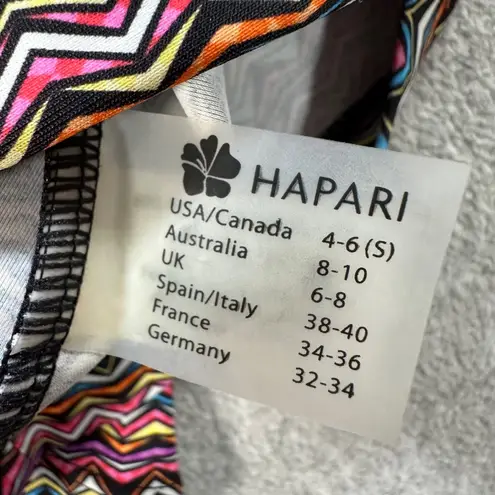 HAPARI
USA/Canada 4-6 (S)
Australia 8-10
UK 6-8
Spain/Italy 38-40
France 34-36
Germany 32-34